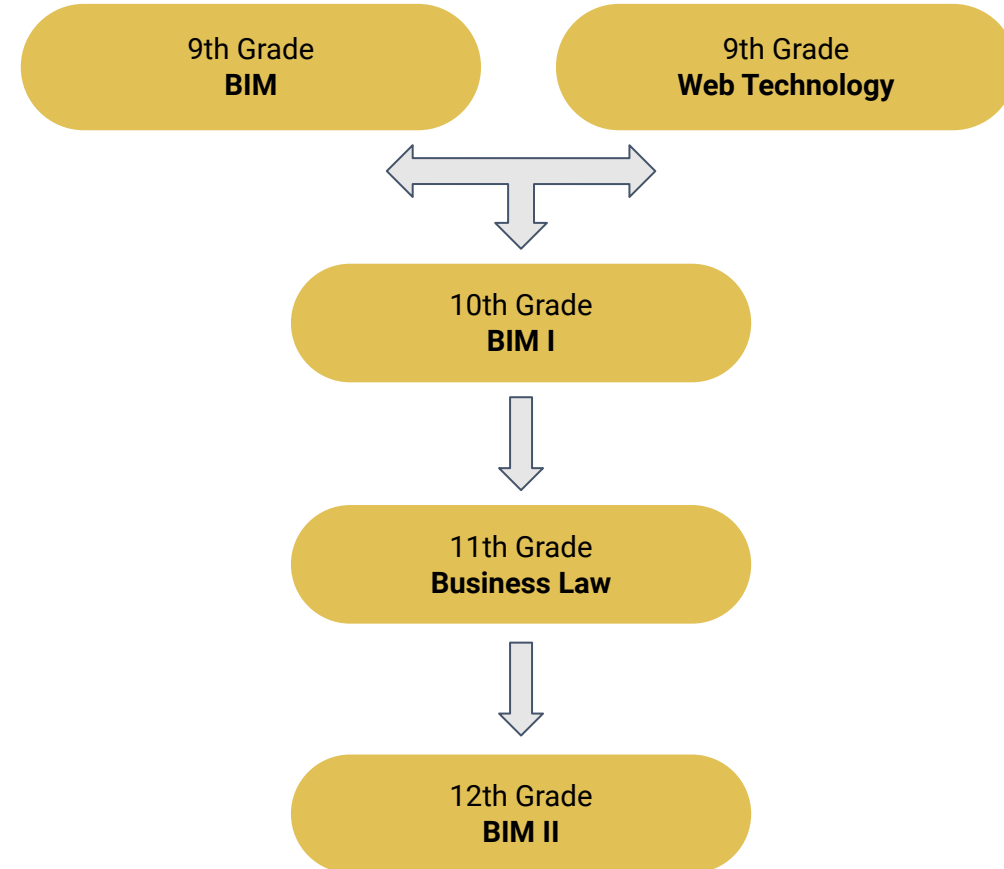 9th Grade
BIM
9th Grade
Web Technology
10th Grade
BIM I
11th Grade
Business Law
12th Grade
BIM II